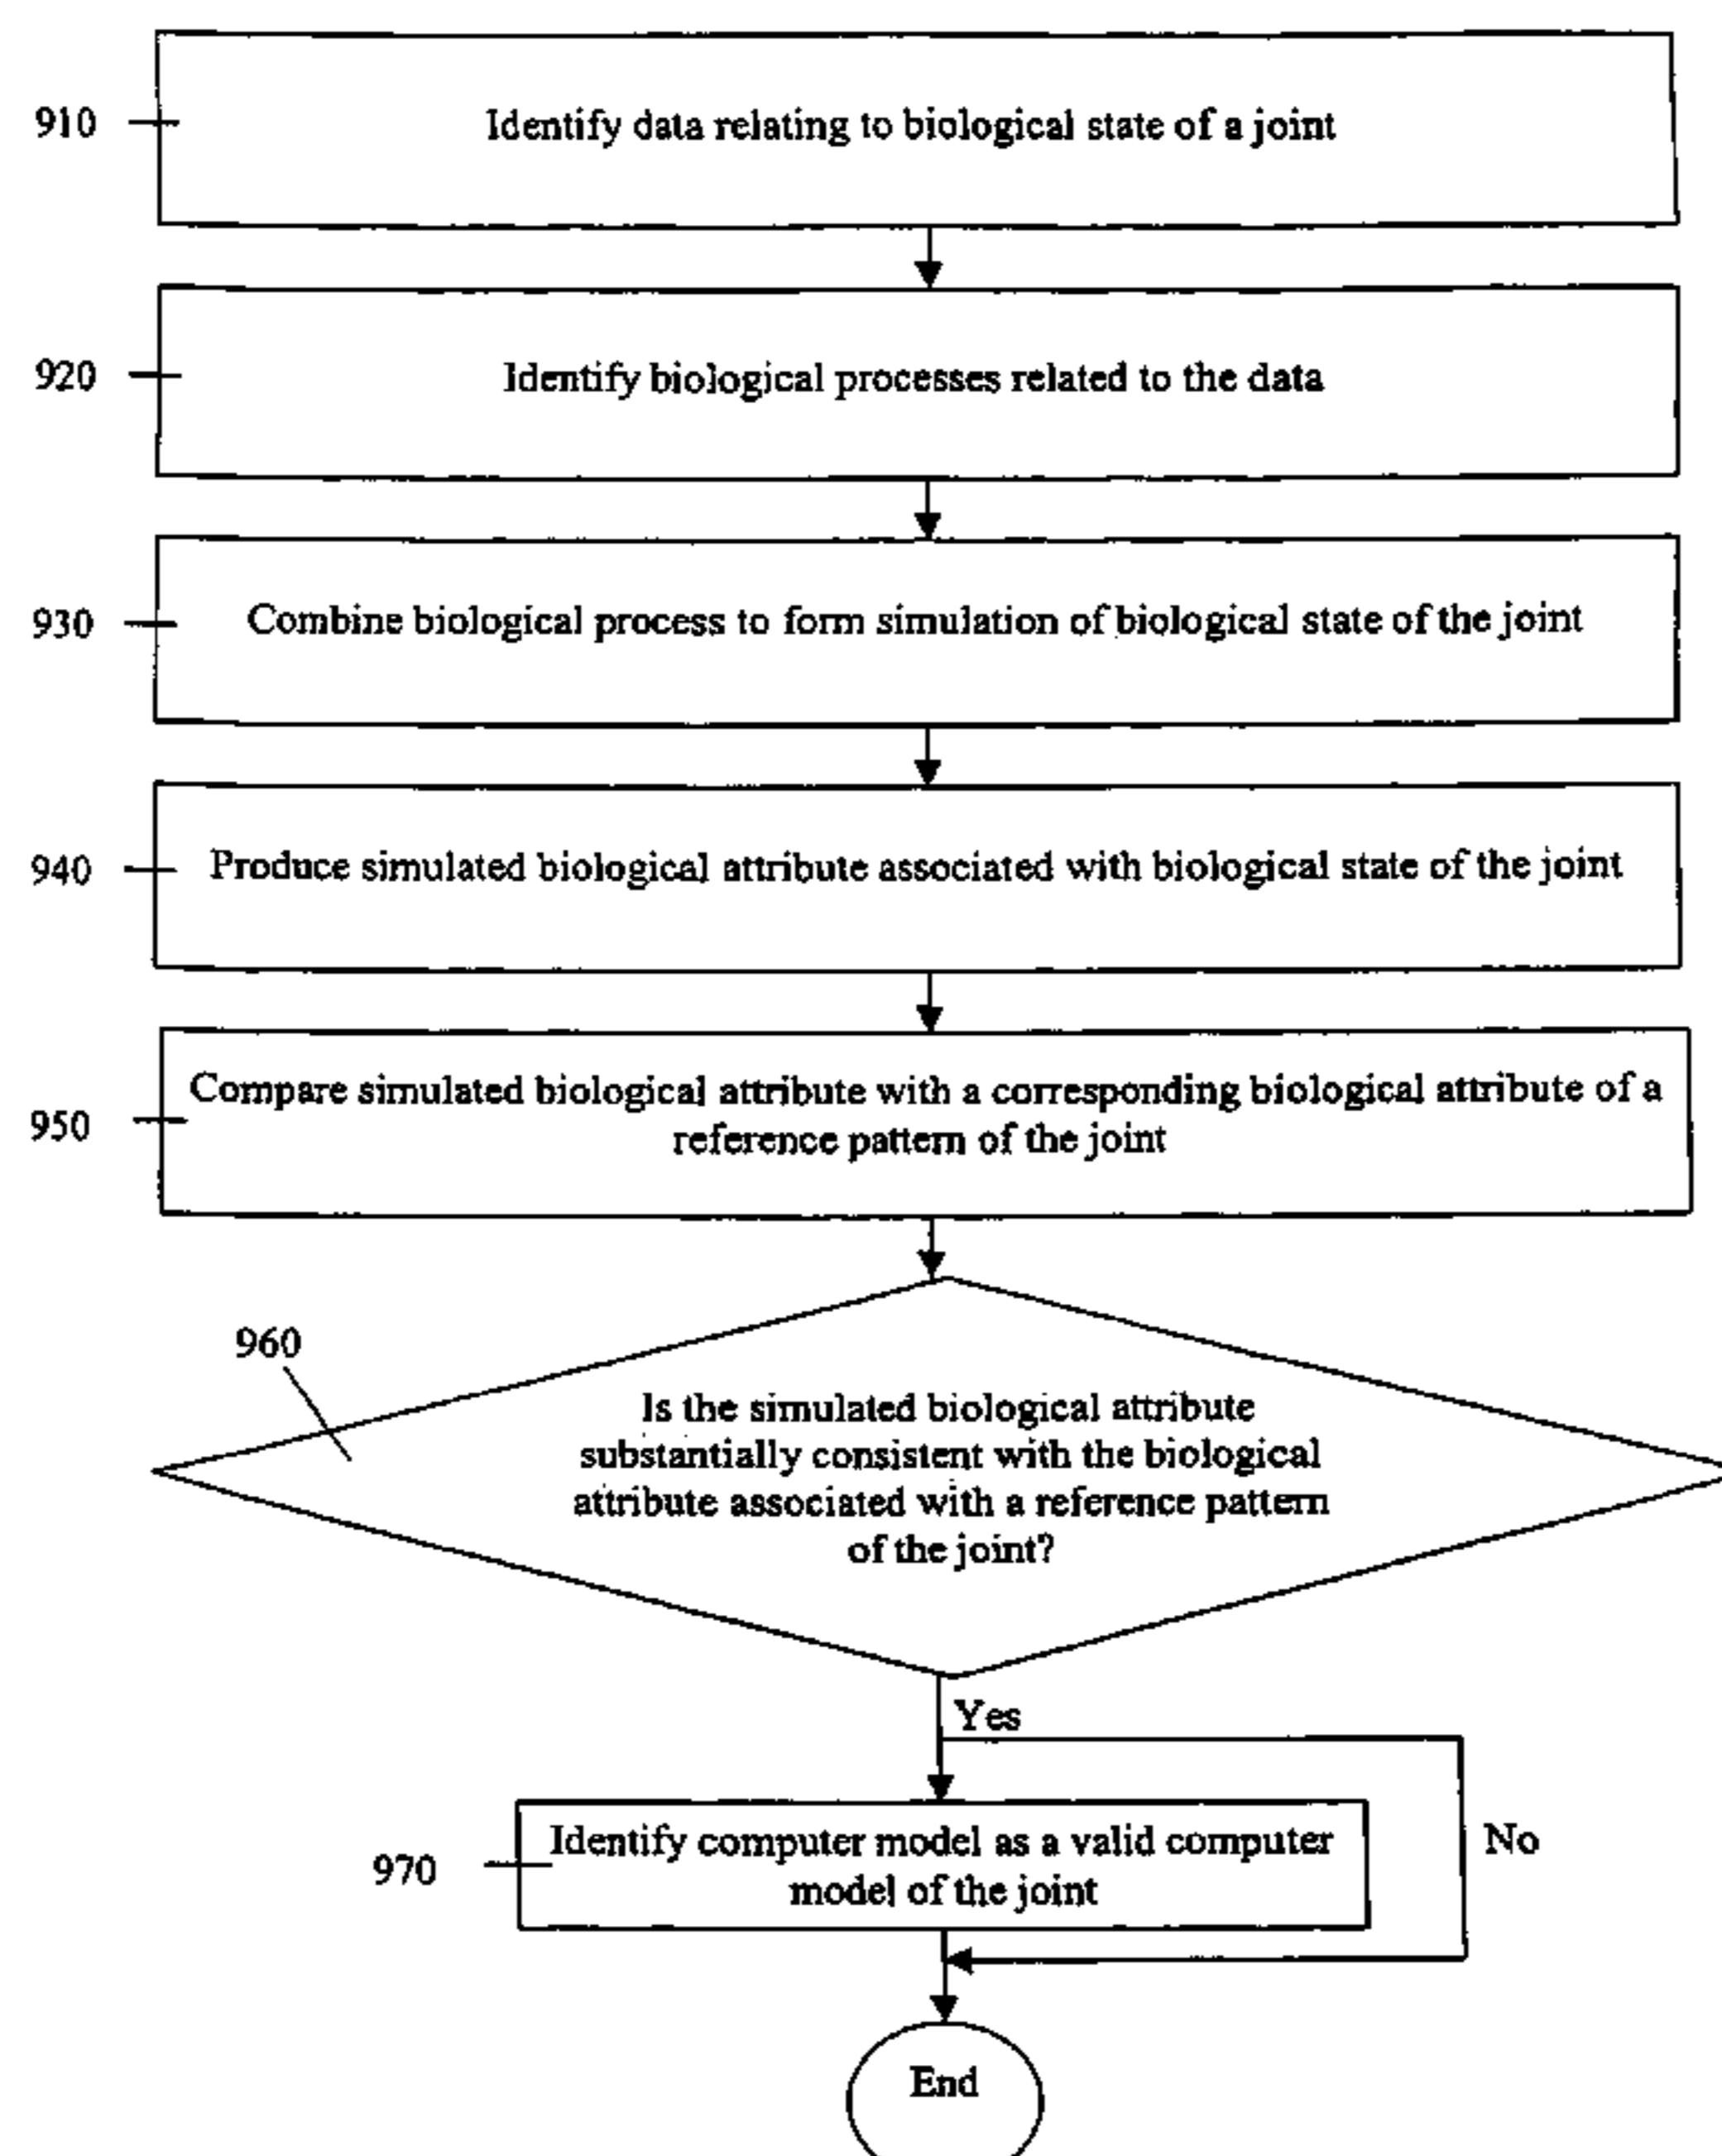 910
Identify data relating to biological state of a joint
920
Identify biological processes related to the data
930
Combine biological process to form simulation of biological state of the joint
940
Produce simulated biological attribute associated with biological state of the joint
950
Compare simulated biological attribute with a corresponding biological attribute of a
reference pattern of the joint
960
Is the simulated biological attribute
substantially consistent with the biological
attribute associated with a reference pattern
of the joint?
Yes
970
Identify computer model as a valid computer
model of the joint
No
End